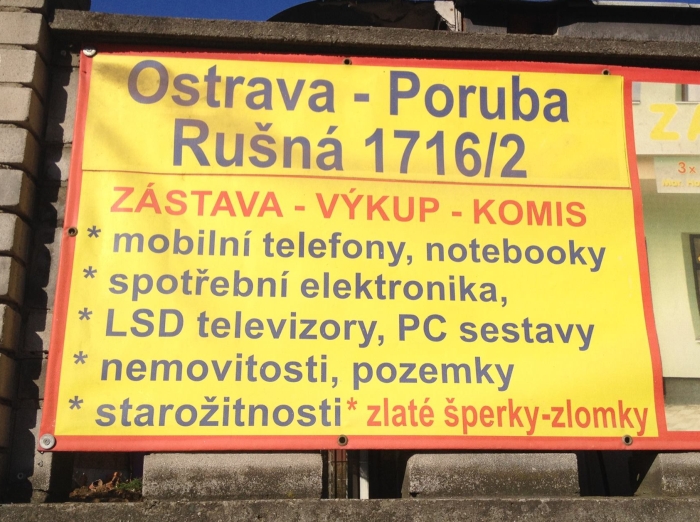 Ostrava - Poruba
Rušná 1716/2
ZÁSTAVA - VÝKUP - KOMIS
* mobilní telefony, notebooky
* spotřební elektronika,
* LSD televizory, PC sestavy
* nemovitosti, pozemky
* starožitnosti * zlaté šperky-zlomky
3x